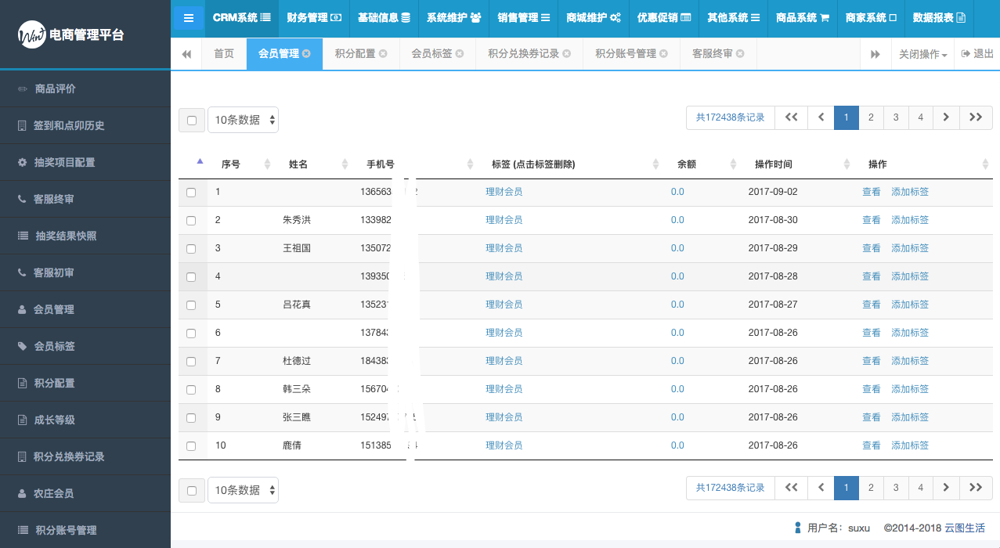 Win+ 电商管理平台
CRM系统 财务管理 基础信息 系统维护 销售管理 商城维护 优惠促销 其他系统 商品系统 商家系统 数据报表
首页 会员管理 积分配置 会员标签 积分兑换券记录 积分账号管理 客服终审 关闭操作 退出
商品评价
签到和点卯历史
抽奖项目配置
客服终审
抽奖结果快照
客服初审
会员管理
会员标签
积分配置
成长等级
积分兑换券记录
农庄会员
积分账号管理
10条数据 共172438条记录 1 2 3 4
序号 姓名 手机号 标签 (点击标签删除) 余额 操作时间 操作
1 136563 理财会员 0.0 2017-09-02 查看 添加标签
2 朱秀洪 133982 理财会员 0.0 2017-08-30 查看 添加标签
3 王祖国 135072 理财会员 0.0 2017-08-29 查看 添加标签
4 139350 理财会员 0.0 2017-08-28 查看 添加标签
5 吕花真 135231 理财会员 0.0 2017-08-27 查看 添加标签
6 137843 理财会员 0.0 2017-08-26 查看 添加标签
7 杜德过 184383 理财会员 0.0 2017-08-26 查看 添加标签
8 韩三朵 156704 理财会员 0.0 2017-08-26 查看 添加标签
9 张三瞧 152497 理财会员 0.0 2017-08-26 查看 添加标签
10 鹿倩 151385 理财会员 0.0 2017-08-26 查看 添加标签
10条数据 共172438条记录 1 2 3 4
用户名：suxu ©2014-2018 云图生活